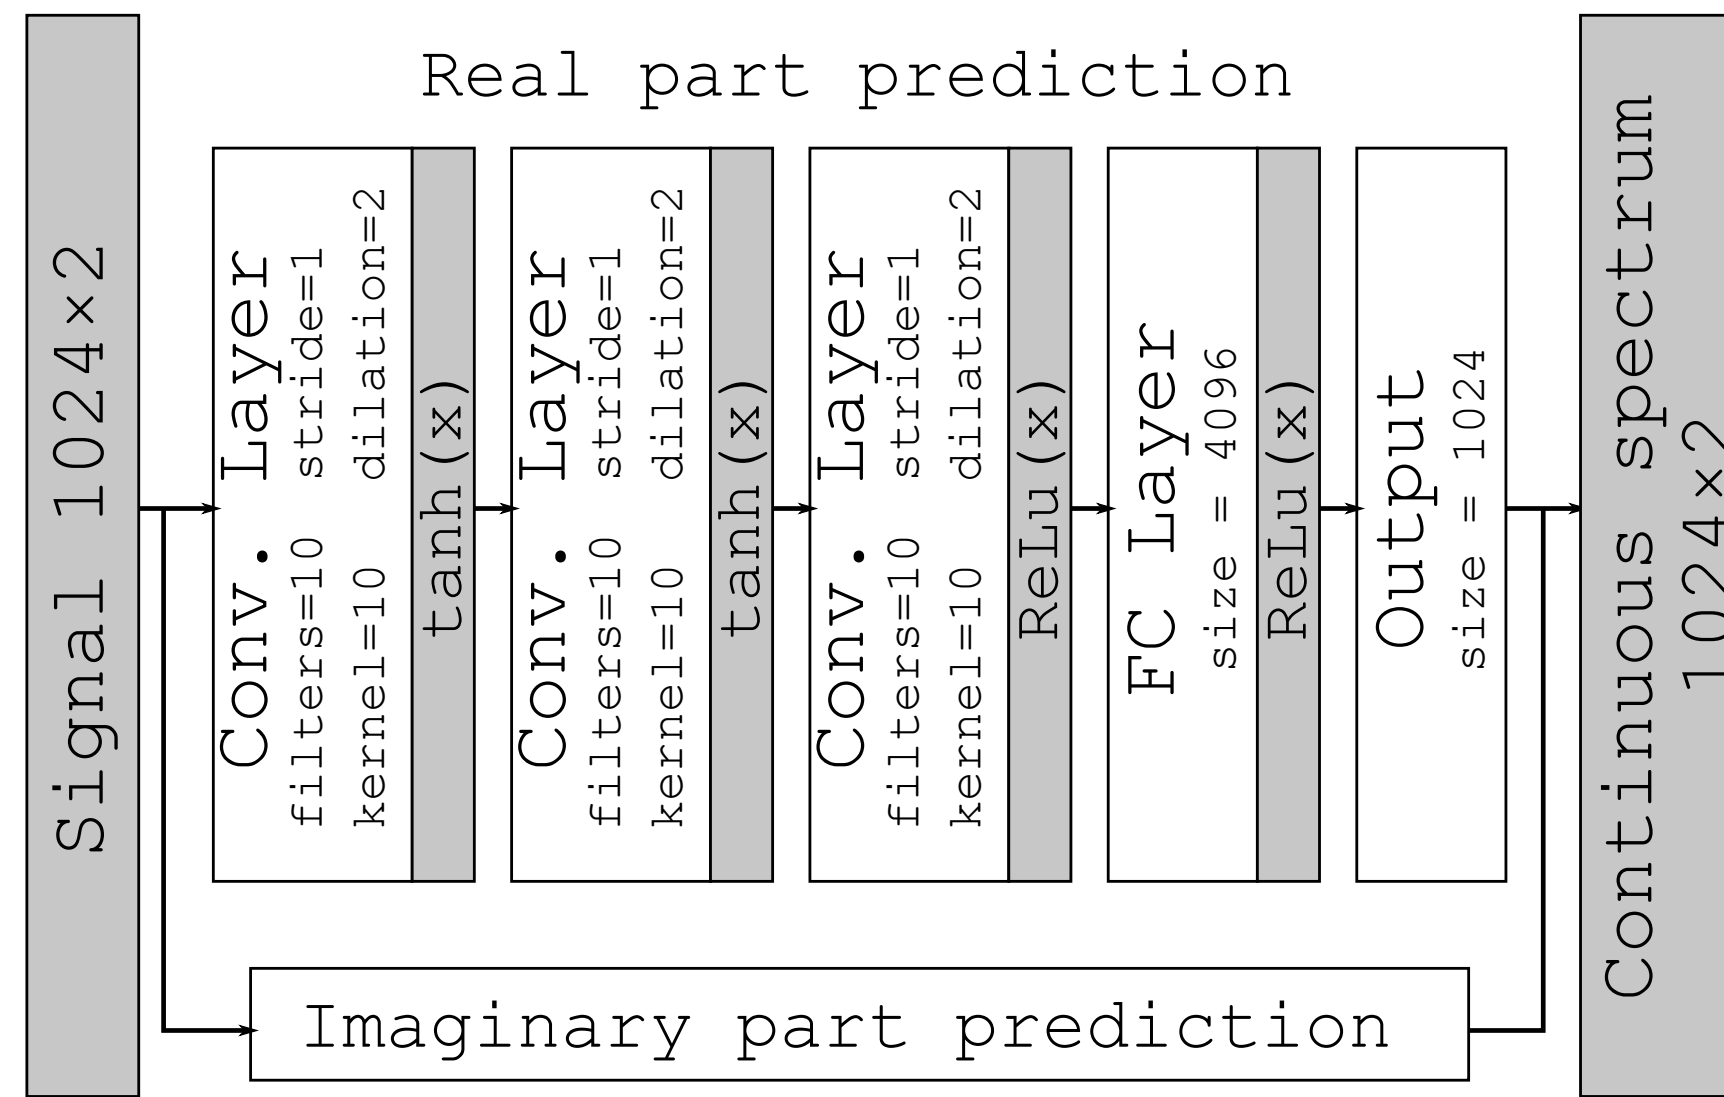 Signal 1024×2
Real part prediction
Conv. Layer
filters=10 stride=1
kernel=10 dilation=2
tanh(x)
Conv. Layer
filters=10 stride=1
kernel=10 dilation=2
tanh(x)
Conv. Layer
filters=10 stride=1
kernel=10 dilation=2
ReLu(x)
FC Layer
size = 4096
ReLu(x)
Output
size = 1024
Imaginary part prediction
Continuous spectrum
1024×2